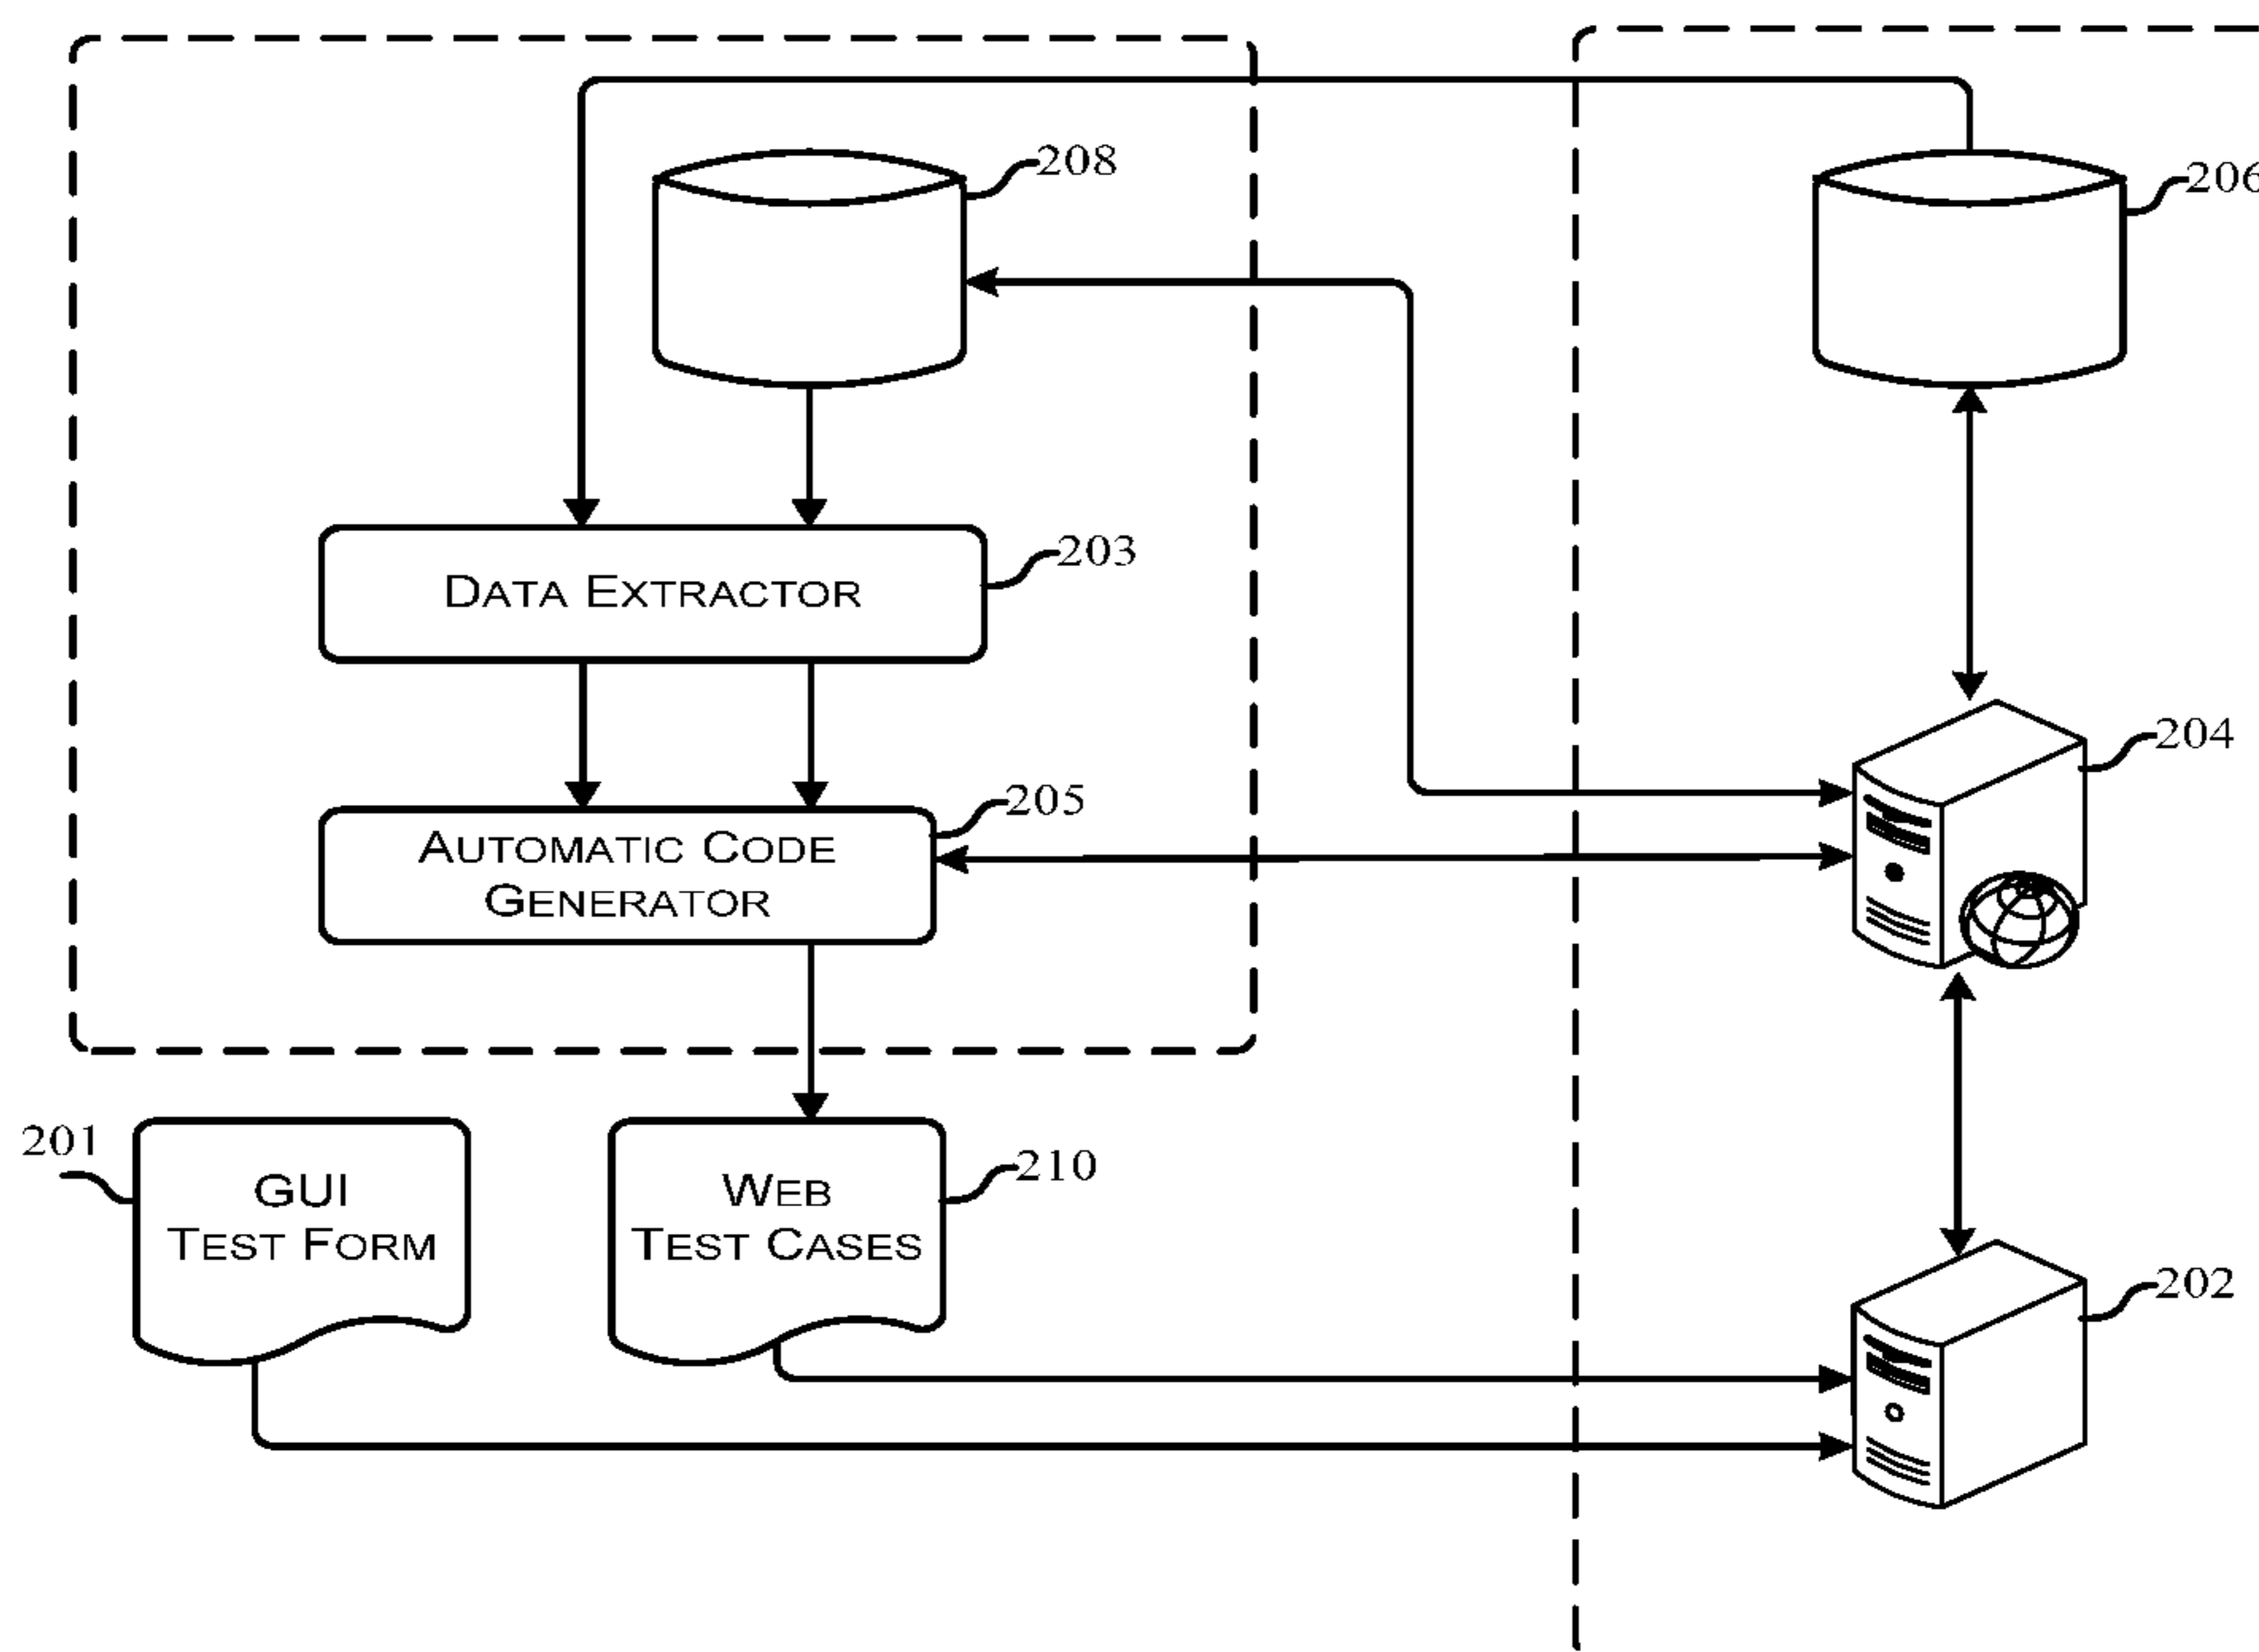 208
206
203
DATA EXTRACTOR
204
205
AUTOMATIC CODE
GENERATOR
201
GUI
TEST FORM
210
WEB
TEST CASES
202